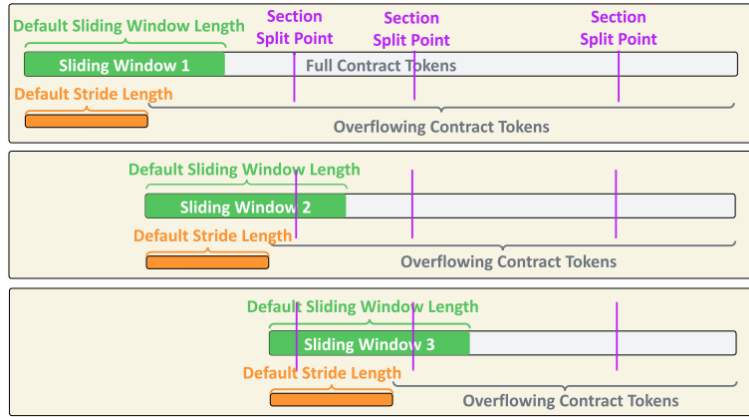 Section
Split Point
Section
Split Point
Section
Split Point
Default Sliding Window Length
Sliding Window 1
Full Contract Tokens
Default Stride Length
Overflowing Contract Tokens
Default Sliding Window Length
Sliding Window 2
Default Stride Length
Overflowing Contract Tokens
Default Sliding Window Length
Sliding Window 3
Default Stride Length
Overflowing Contract Tokens